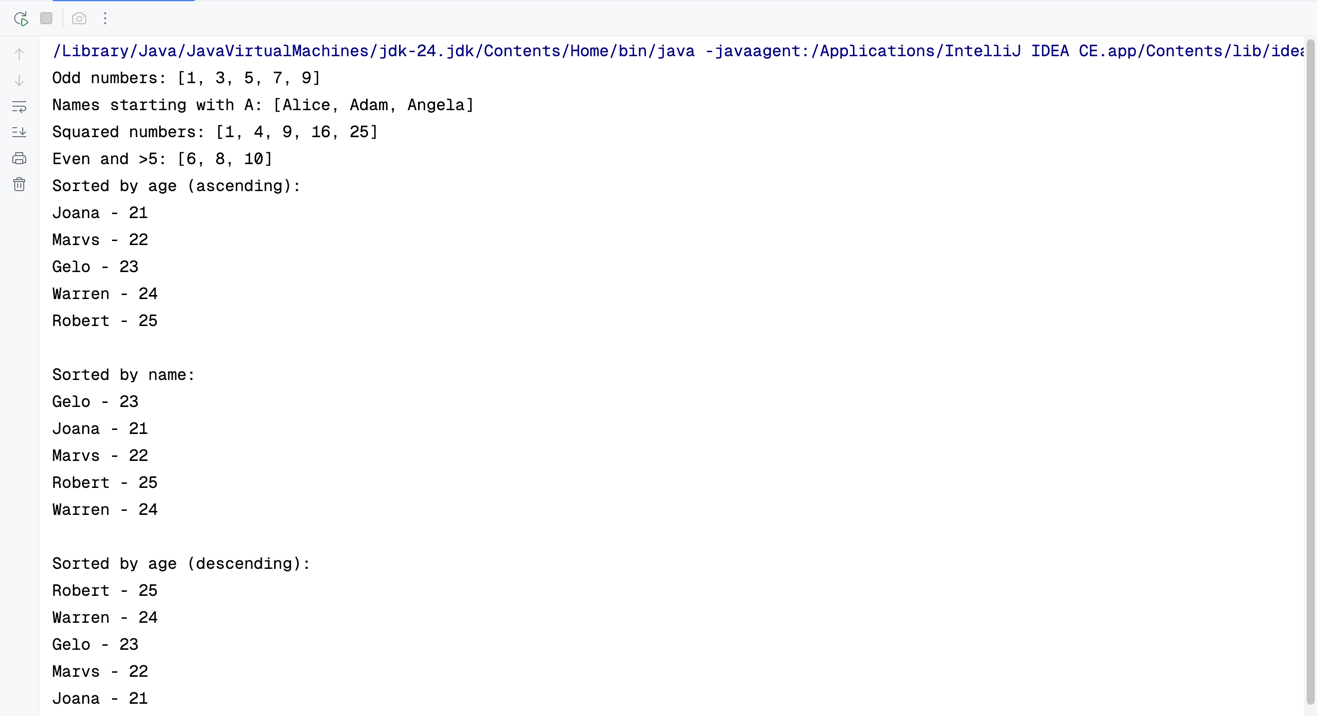 /Library/Java/JavaVirtualMachines/jdk-24.jdk/Contents/Home/bin/java -javaagent:/Applications/IntelliJ IDEA CE.app/Contents/lib/idea
Odd numbers: [1, 3, 5, 7, 9]
Names starting with A: [Alice, Adam, Angela]
Squared numbers: [1, 4, 9, 16, 25]
Even and >5: [6, 8, 10]
Sorted by age (ascending):
Joana - 21
Marvs - 22
Gelo - 23
Warren - 24
Robert - 25
Sorted by name:
Gelo - 23
Joana - 21
Marvs - 22
Robert - 25
Warren - 24
Sorted by age (descending):
Robert - 25
Warren - 24
Gelo - 23
Marvs - 22
Joana - 21